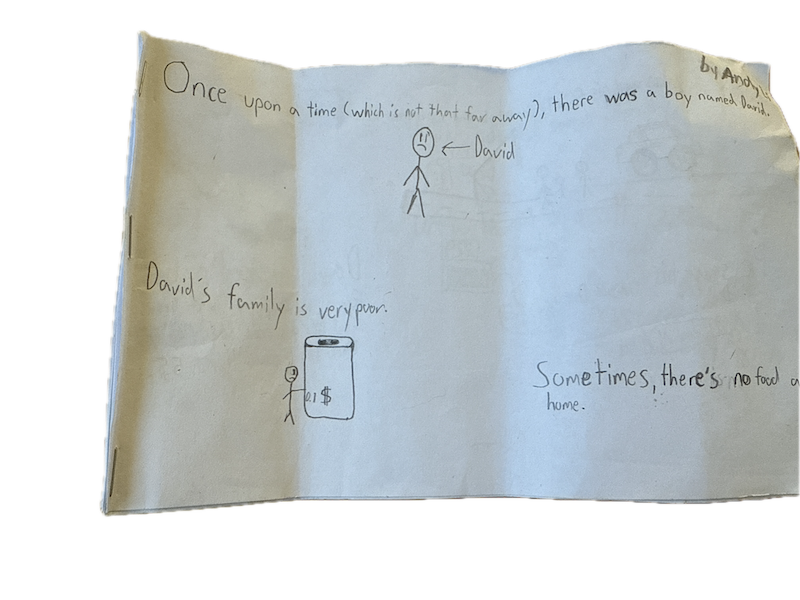 by Andy
Once upon a time (which is not that far away), there was a boy named David.
← David
David's family is very poor.
0.1 $
Sometimes, there's no food a
home.